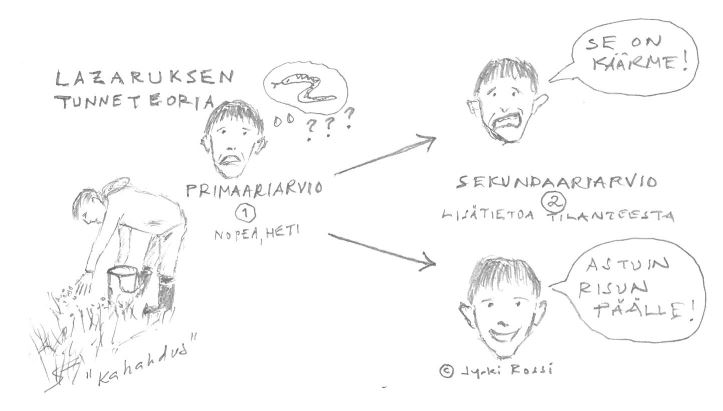 LAZARUKSEN
TUNNETEORIA
???
PRIMAARIARVIO
1
NOPEA, HETI
"Kahahdus"
SE ON
KÄÄRME!
SEKUNDAARIARVIO
2
LISÄTIETOA TILANTEESTA
ASTUIN
RISUN
PÄÄLLE!
© Jyrki Rossi